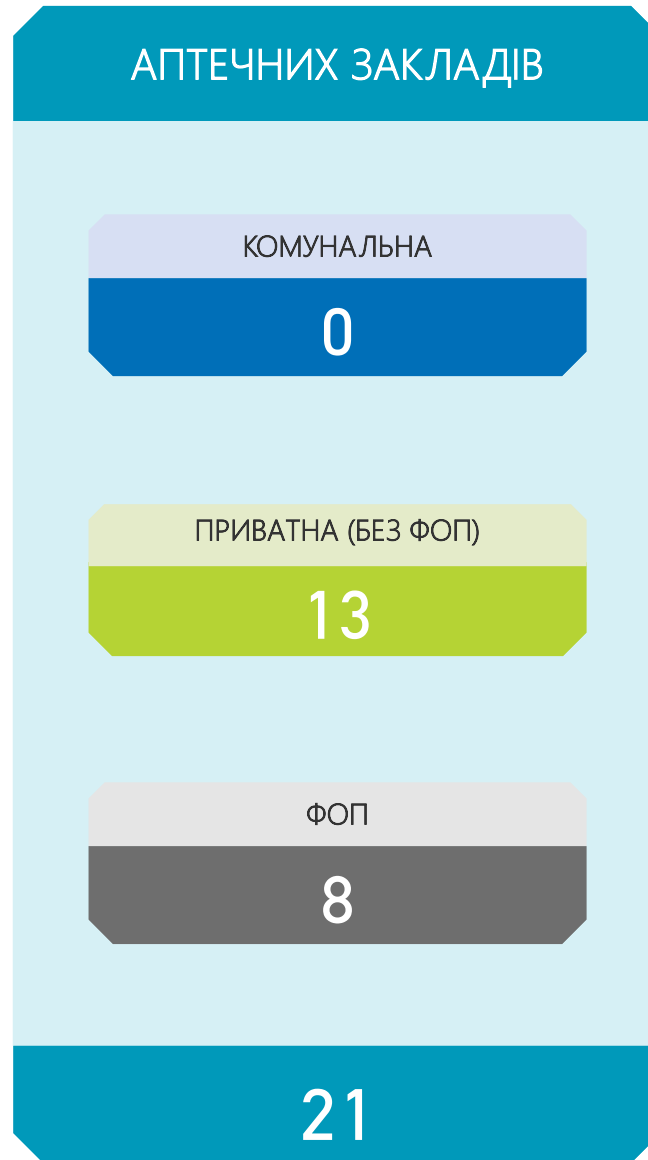 АПТЕЧНИХ ЗАКЛАДІВ
КОМУНАЛЬНА
0
ПРИВАТНА (БЕЗ ФОП)
13
ФОП
8
21